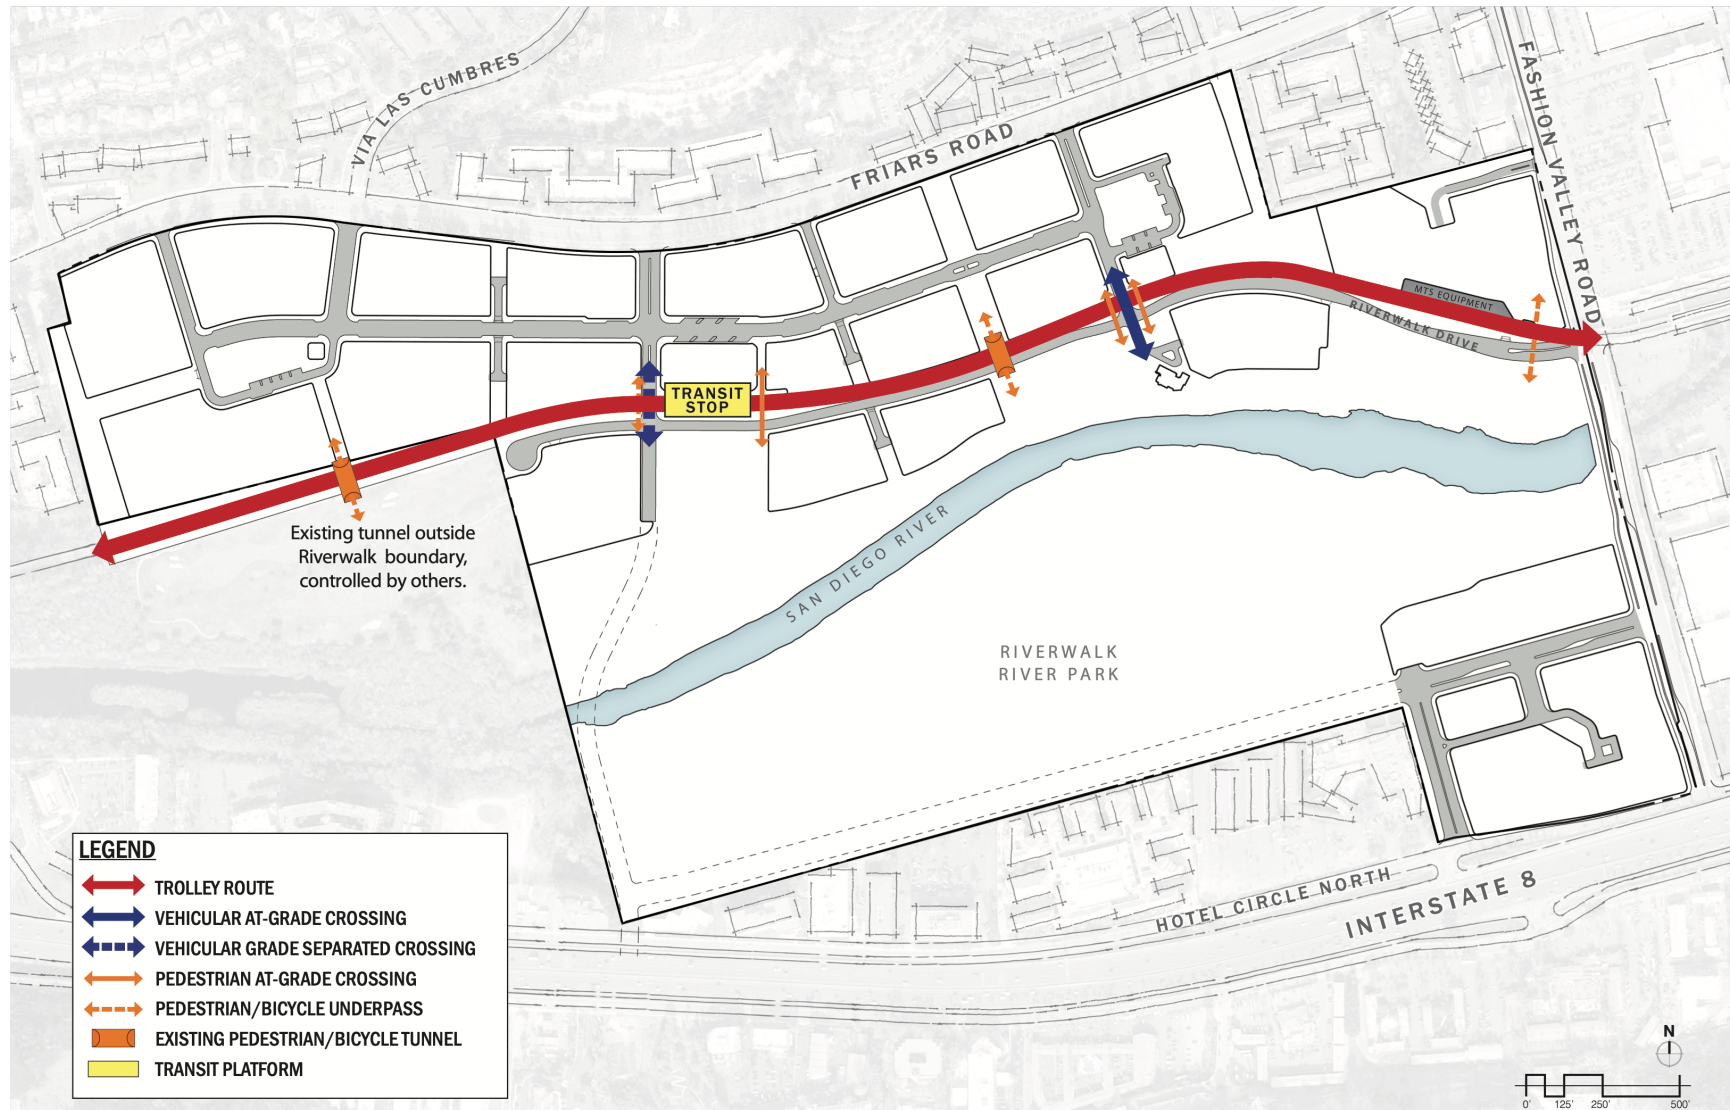 VIA LAS CUMBRES
FRIARS ROAD
FASHION VALLEY ROAD
MTS EQUIPMENT
RIVERWALK DRIVE
TRANSIT
STOP
Existing tunnel outside
Riverwalk boundary,
controlled by others.
SAN DIEGO RIVER
RIVERWALK
RIVER PARK
HOTEL CIRCLE NORTH
INTERSTATE 8
LEGEND
TROLLEY ROUTE
VEHICULAR AT-GRADE CROSSING
VEHICULAR GRADE SEPARATED CROSSING
PEDESTRIAN AT-GRADE CROSSING
PEDESTRIAN/BICYCLE UNDERPASS
EXISTING PEDESTRIAN/BICYCLE TUNNEL
TRANSIT PLATFORM
N
0' 125' 250' 500'